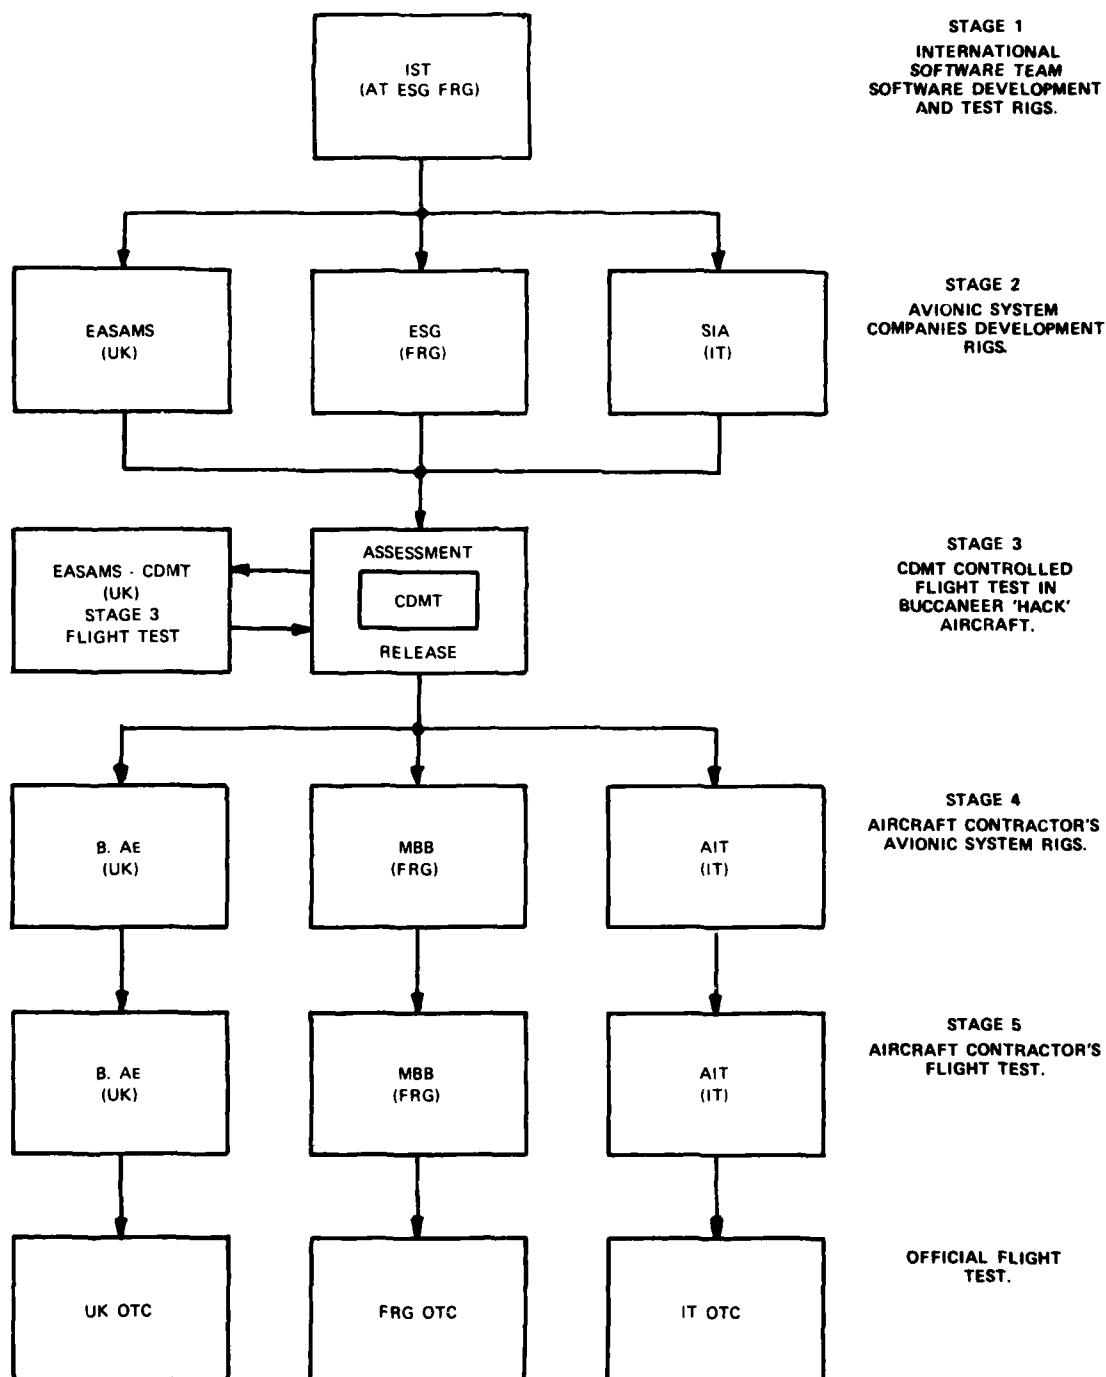 STAGE 1
INTERNATIONAL
SOFTWARE TEAM
SOFTWARE DEVELOPMENT
AND TEST RIGS.
IST
(AT ESG FRG)
STAGE 2
AVIONIC SYSTEM
COMPANIES DEVELOPMENT
RIGS.
EASAMS
(UK)
ESG
(FRG)
SIA
(IT)
STAGE 3
CDMT CONTROLLED
FLIGHT TEST IN
BUCCANEER 'HACK'
AIRCRAFT.
EASAMS - CDMT
(UK)
STAGE 3
FLIGHT TEST
ASSESSMENT
CDMT
RELEASE
STAGE 4
AIRCRAFT CONTRACTOR'S
AVIONIC SYSTEM RIGS.
B. AE
(UK)
MBB
(FRG)
AIT
(IT)
STAGE 5
AIRCRAFT CONTRACTOR'S
FLIGHT TEST.
B. AE
(UK)
MBB
(FRG)
AIT
(IT)
OFFICIAL FLIGHT
TEST.
UK OTC
FRG OTC
IT OTC